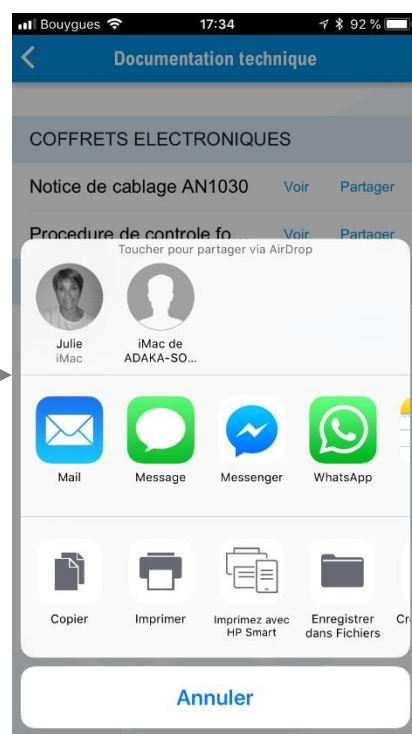 Bouygues 17:34 92 %
Documentation technique
COFFRETS ELECTRONIQUES
Notice de cablage AN1030 Voir Partager
Procedure de controle fo... Voir Partager
Toucher pour partager via AirDrop
Julie
iMac
iMac de
ADAKA-SO...
Mail Message Messenger WhatsApp
Copier Imprimer Imprimez avec
HP Smart Enregistrer
dans Fichiers Cr
Annuler